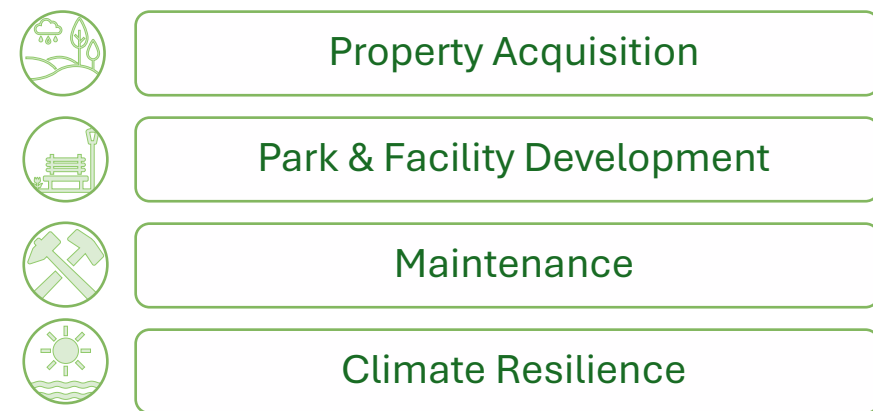 Property Acquisition
Park & Facility Development
Maintenance
Climate Resilience